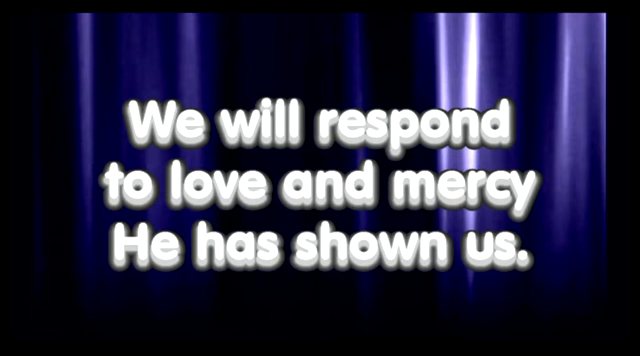 We will respond
to love and mercy
He has shown us.